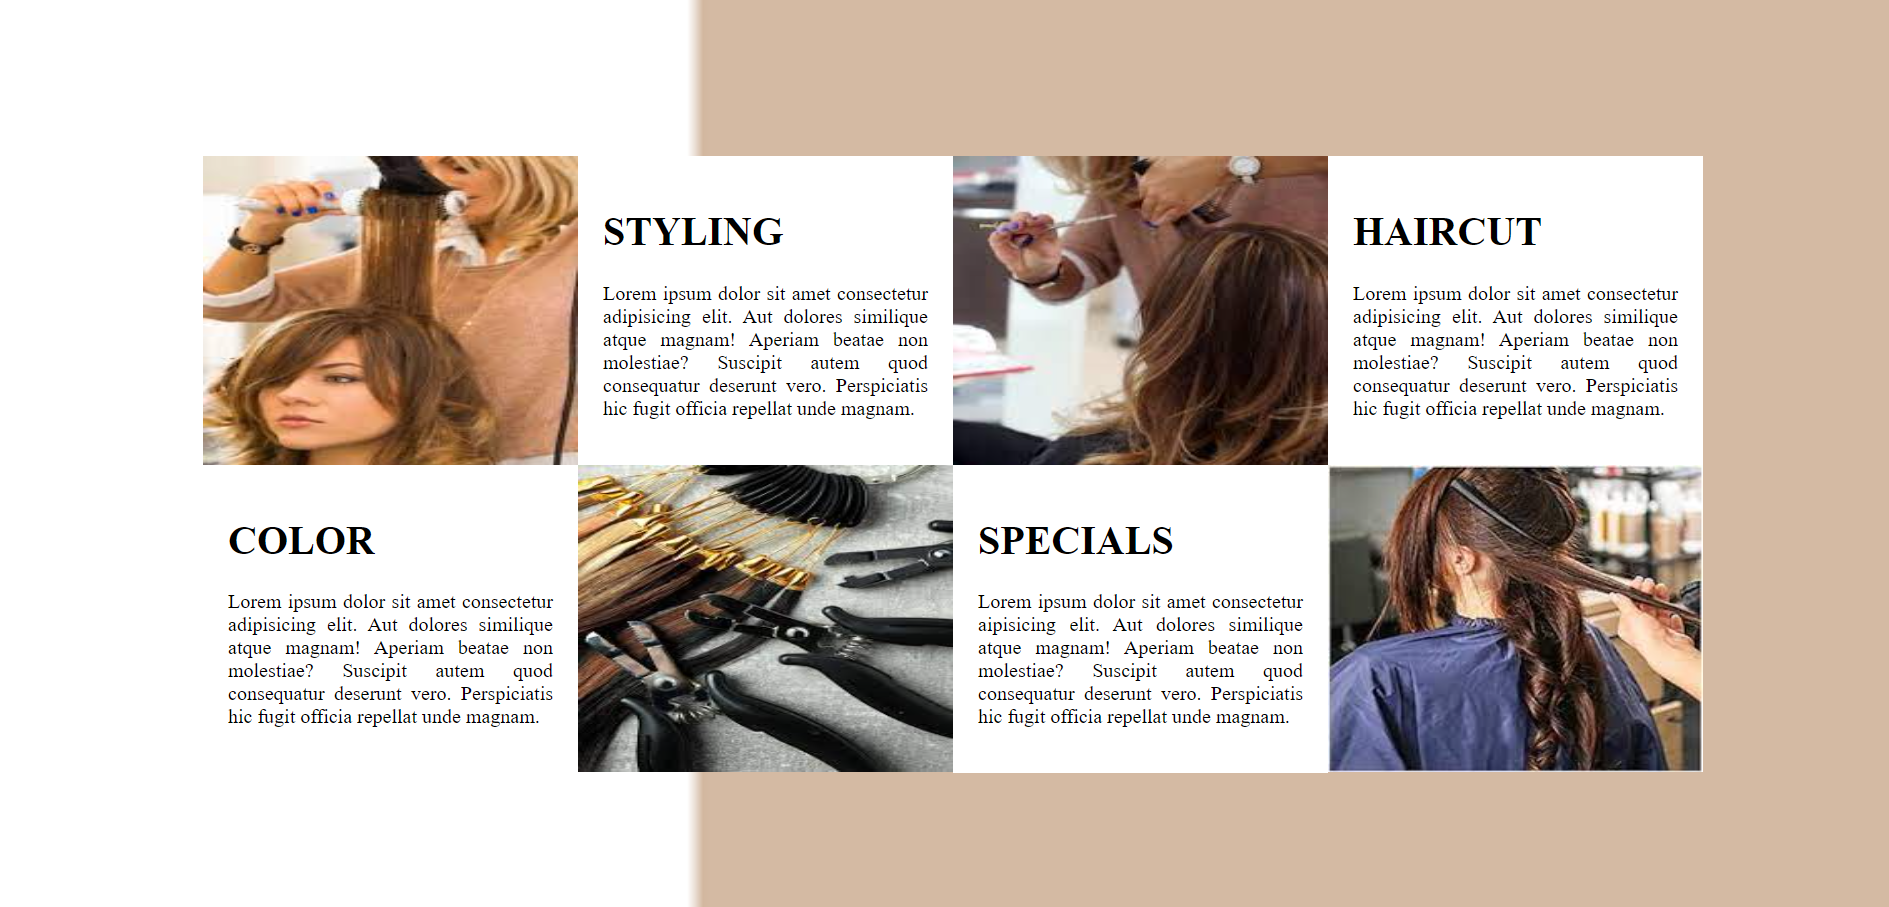 STYLING
Lorem ipsum dolor sit amet consectetur
adipisicing elit. Aut dolores similique
atque magnam! Aperiam beatae non
molestiae? Suscipit autem quod
consequatur deserunt vero. Perspiciatis
hic fugit officia repellat unde magnam.
HAIRCUT
Lorem ipsum dolor sit amet consectetur
adipisicing elit. Aut dolores similique
atque magnam! Aperiam beatae non
molestiae? Suscipit autem quod
consequatur deserunt vero. Perspiciatis
hic fugit officia repellat unde magnam.
COLOR
Lorem ipsum dolor sit amet consectetur
adipisicing elit. Aut dolores similique
atque magnam! Aperiam beatae non
molestiae? Suscipit autem quod
consequatur deserunt vero. Perspiciatis
hic fugit officia repellat unde magnam.
SPECIALS
Lorem ipsum dolor sit amet consectetur
aipisicing elit. Aut dolores similique
atque magnam! Aperiam beatae non
molestiae? Suscipit autem quod
consequatur deserunt vero. Perspiciatis
hic fugit officia repellat unde magnam.